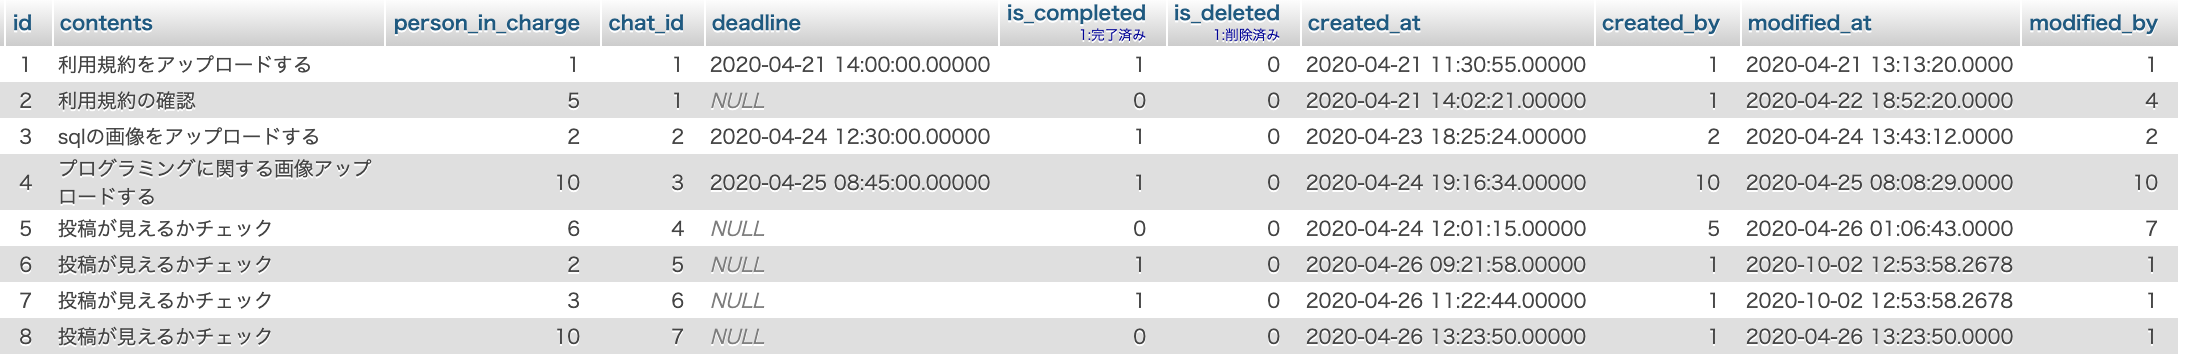 id contents person_in_charge chat_id deadline is_completed is_deleted created_at created_by modified_at modified_by
1:完了済み 1:削除済み
1 利用規約をアップロードする 1 1 2020-04-21 14:00:00.00000 1 0 2020-04-21 11:30:55.00000 1 2020-04-21 13:13:20.0000 1
2 利用規約の確認 5 1 NULL 0 0 2020-04-21 14:02:21.00000 1 2020-04-22 18:52:20.0000 4
3 sqlの画像をアップロードする 2 2 2020-04-24 12:30:00.00000 1 0 2020-04-23 18:25:24.00000 2 2020-04-24 13:43:12.0000 2
4 プログラミングに関する画像アップ
ロードする 10 3 2020-04-25 08:45:00.00000 1 0 2020-04-24 19:16:34.00000 10 2020-04-25 08:08:29.0000 10
5 投稿が見えるかチェック 6 4 NULL 0 0 2020-04-24 12:01:15.00000 5 2020-04-26 01:06:43.0000 7
6 投稿が見えるかチェック 2 5 NULL 1 0 2020-04-26 09:21:58.00000 1 2020-10-02 12:53:58.2678 1
7 投稿が見えるかチェック 3 6 NULL 1 0 2020-04-26 11:22:44.00000 1 2020-10-02 12:53:58.2678 1
8 投稿が見えるかチェック 10 7 NULL 0 0 2020-04-26 13:23:50.00000 1 2020-04-26 13:23:50.0000 1